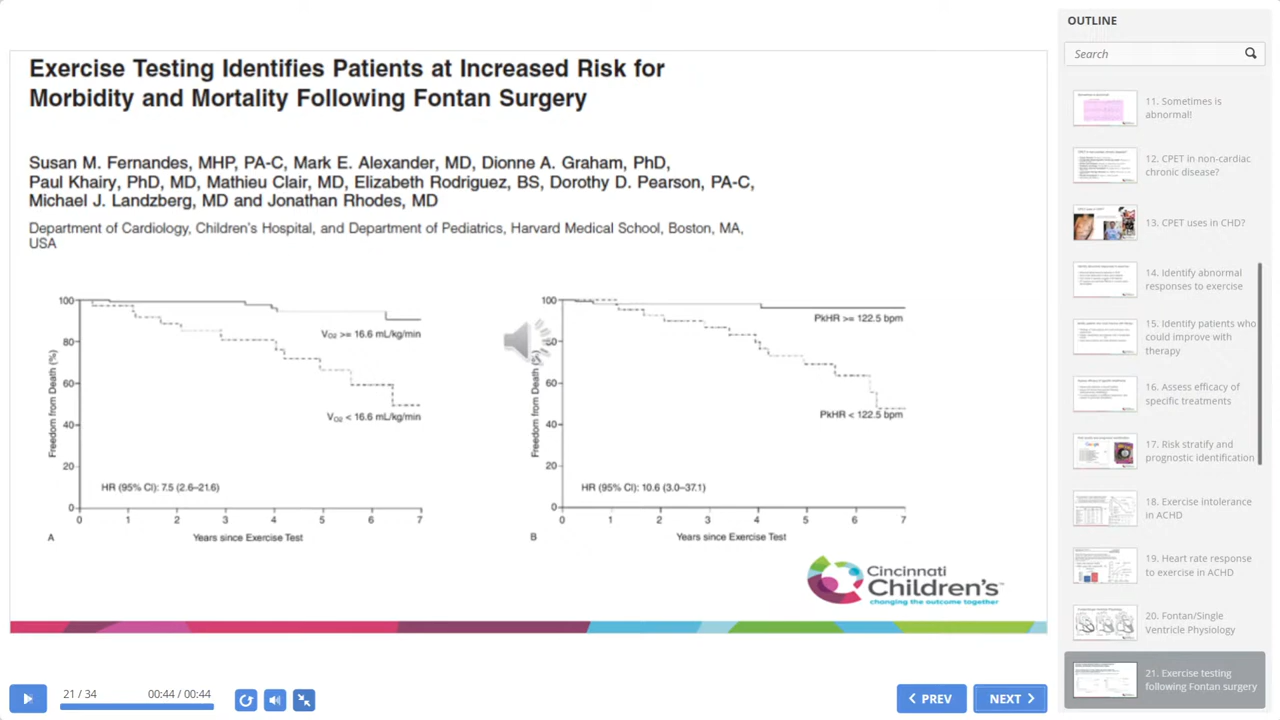 Exercise Testing Identifies Patients at Increased Risk for
Morbidity and Mortality Following Fontan Surgery
Susan M. Fernandes, MHP, PA-C, Mark E. Alexander, MD, Dionne A. Graham, PhD,
Paul Khairy, PhD, MD, Mathieu Clair, MD, Elizabeth Rodriguez, BS, Dorothy D. Pearson, PA-C,
Michael J. Landzberg, MD and Jonathan Rhodes, MD
Department of Cardiology, Children's Hospital, and Department of Pediatrics, Harvard Medical School, Boston, MA,
USA
100
80
60
40
20
0
Freedom from Death (%)
VO2 >= 16.6 mL/kg/min
VO2 < 16.6 mL/kg/min
HR (95% CI): 7.5 (2.6–21.6)
0 1 2 3 4 5 6 7
A
Years since Exercise Test
100
80
60
40
20
0
Freedom from Death (%)
PkHR >= 122.5 bpm
PkHR < 122.5 bpm
HR (95% CI): 10.6 (3.0–37.1)
0 1 2 3 4 5 6 7
B
Years since Exercise Test
Cincinnati
Children's™
changing the outcome together
21 / 34
00:44 / 00:44
PREV
NEXT
OUTLINE
Search
11. Sometimes is
abnormal!
12. CPET in non-cardiac
chronic disease?
13. CPET uses in CHD?
14. Identify abnormal
responses to exercise
15. Identify patients who
could improve with
therapy
16. Assess efficacy of
specific treatments
17. Risk stratify and
prognostic identification
18. Exercise intolerance
in ACHD
19. Heart rate response
to exercise in ACHD
20. Fontan/Single
Ventricle Physiology
21. Exercise testing
following Fontan surgery